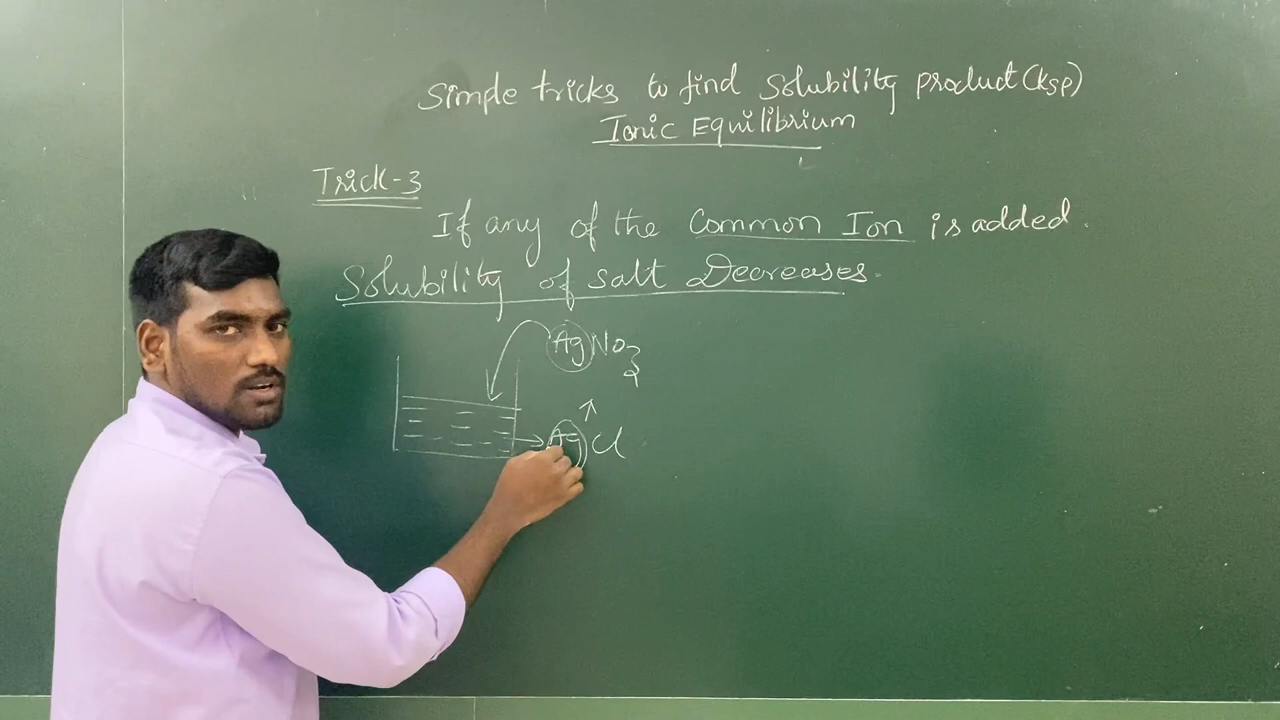 Simple tricks to find Solubility product (Ksp)
Ionic Equilibrium
Trick-3
If any of the Common Ion is added.
Solubility of salt Decreases.
AgNO3
AgCl